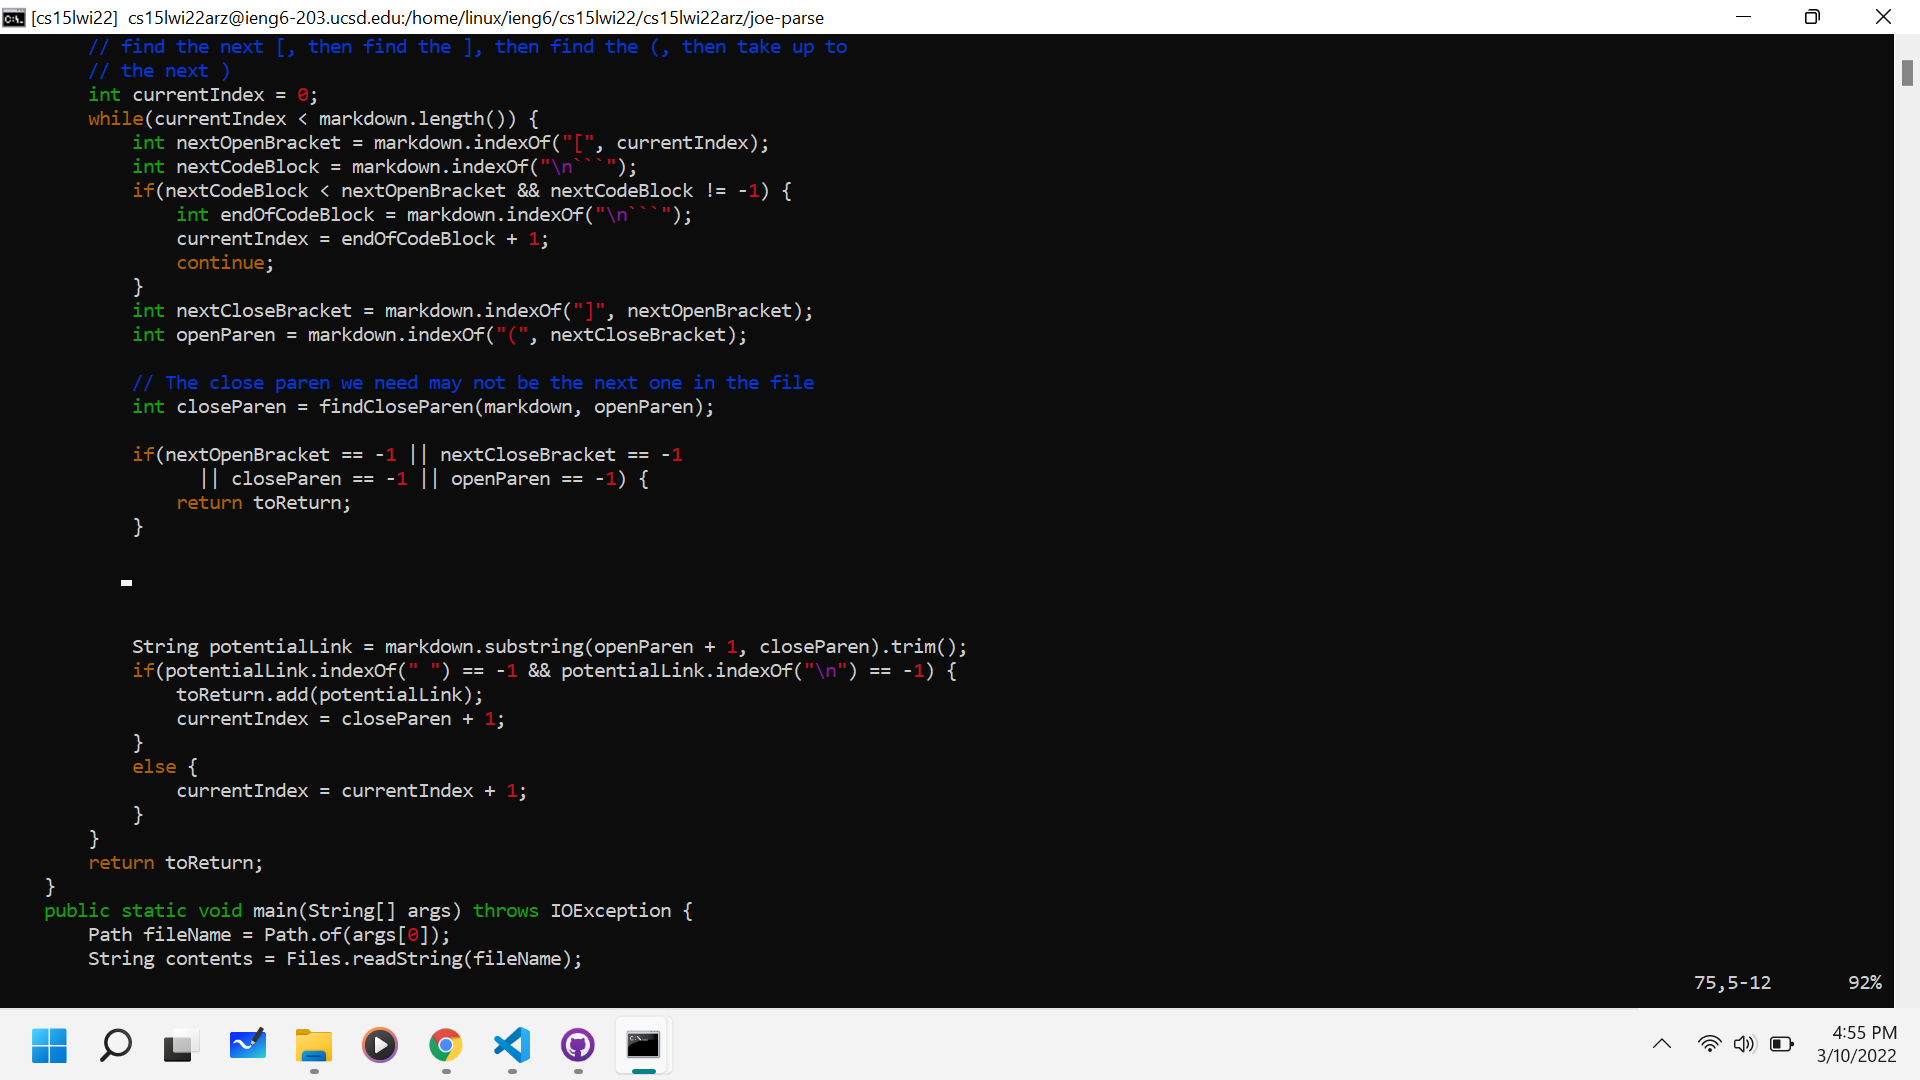 [cs15lwi22] cs15lwi22arz@ieng6-203.ucsd.edu:/home/linux/ieng6/cs15lwi22/cs15lwi22arz/joe-parse
// find the next [, then find the ], then find the (, then take up to
// the next )
int currentIndex = 0;
while(currentIndex < markdown.length()) {
int nextOpenBracket = markdown.indexOf("[", currentIndex);
int nextCodeBlock = markdown.indexOf("\n```");
if(nextCodeBlock < nextOpenBracket && nextCodeBlock != -1) {
int endOfCodeBlock = markdown.indexOf("\n```");
currentIndex = endOfCodeBlock + 1;
continue;
}
int nextCloseBracket = markdown.indexOf("]", nextOpenBracket);
int openParen = markdown.indexOf("(", nextCloseBracket);
// The close paren we need may not be the next one in the file
int closeParen = findCloseParen(markdown, openParen);
if(nextOpenBracket == -1 || nextCloseBracket == -1
|| closeParen == -1 || openParen == -1) {
return toReturn;
}
String potentialLink = markdown.substring(openParen + 1, closeParen).trim();
if(potentialLink.indexOf(" ") == -1 && potentialLink.indexOf("\n") == -1) {
toReturn.add(potentialLink);
currentIndex = closeParen + 1;
}
else {
currentIndex = currentIndex + 1;
}
}
return toReturn;
}
public static void main(String[] args) throws IOException {
Path fileName = Path.of(args[0]);
String contents = Files.readString(fileName);
75,5-12 92%
4:55 PM
3/10/2022